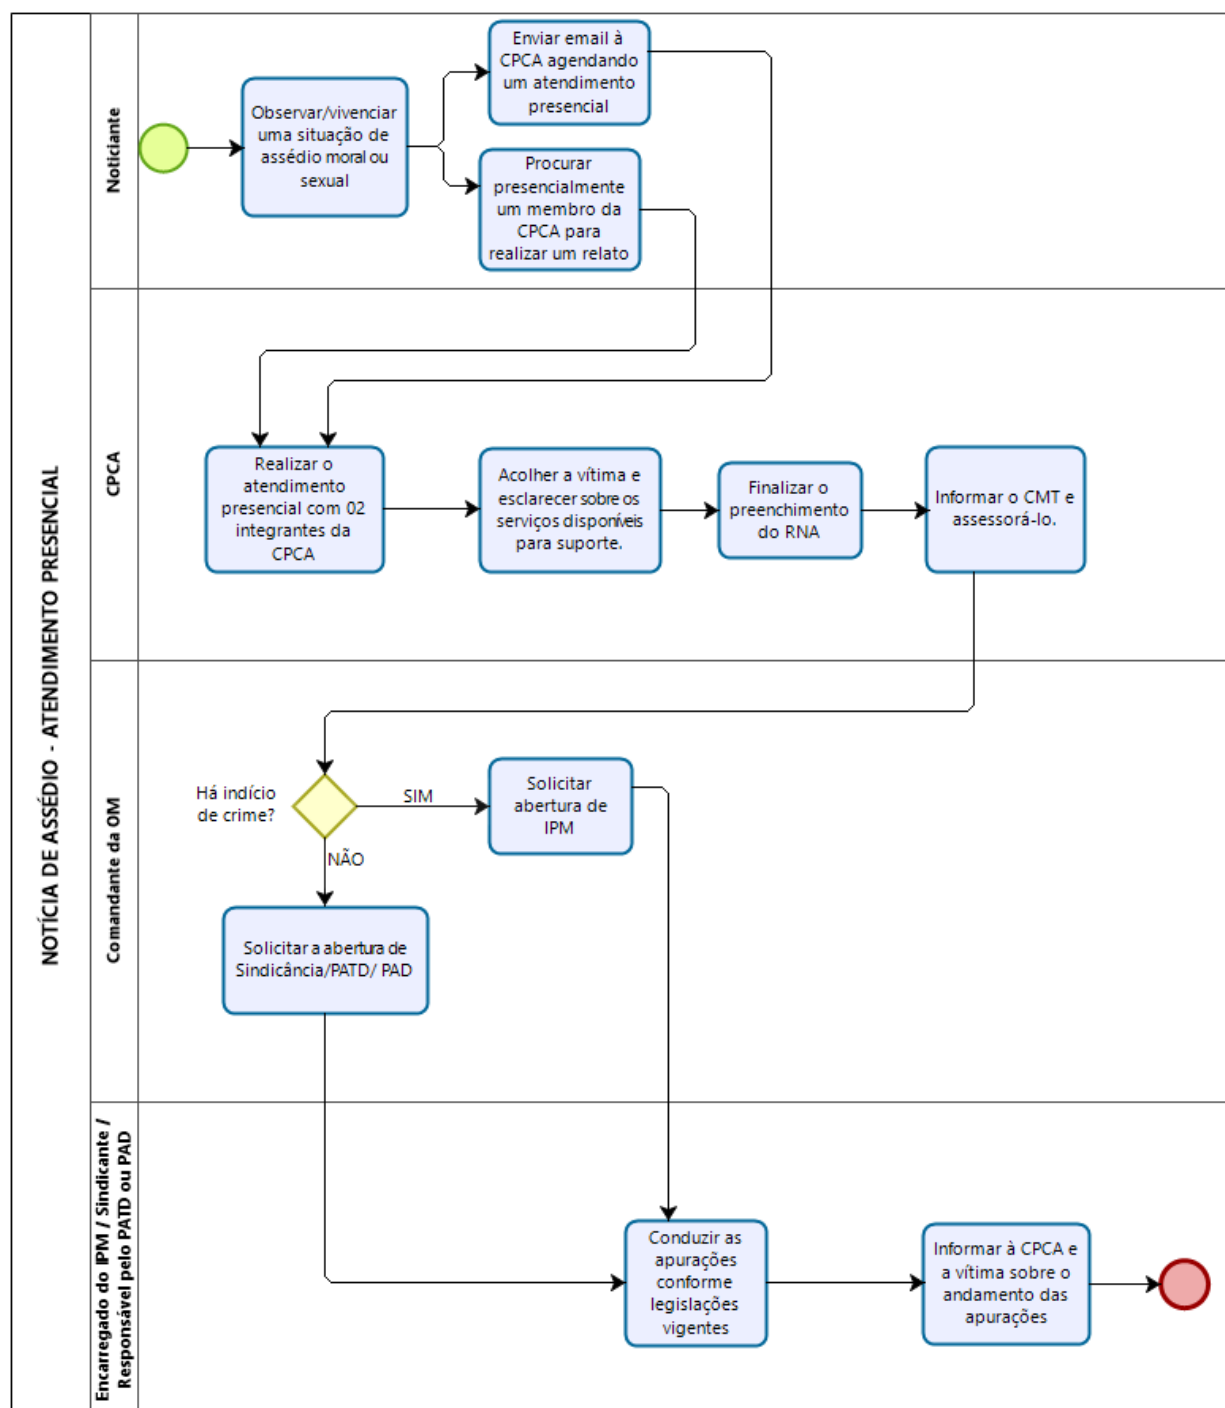 NOTÍCIA DE ASSÉDIO - ATENDIMENTO PRESENCIAL
Noticiante
Observar/vivenciar
uma situação de
assédio moral ou
sexual
Enviar email à
CPCA agendando
um atendimento
presencial
Procurar
presencialmente
um membro da
CPCA para
realizar um relato
CPCA
Realizar o
atendimento
presencial com 02
integrantes da
CPCA
Acolher a vítima e
esclarecer sobre os
serviços disponíveis
para suporte.
Finalizar o
preenchimento
do RNA
Informar o CMT e
assessorá-lo.
Comandante da OM
Há indício
de crime?
SIM
NÃO
Solicitar
abertura de
IPM
Solicitar a abertura de
Sindicância/PATD/ PAD
Encarregado do IPM / Sindicante /
Responsável pelo PATD ou PAD
Conduzir as
apurações
conforme
legislações
vigentes
Informar à CPCA e
a vítima sobre o
andamento das
apurações